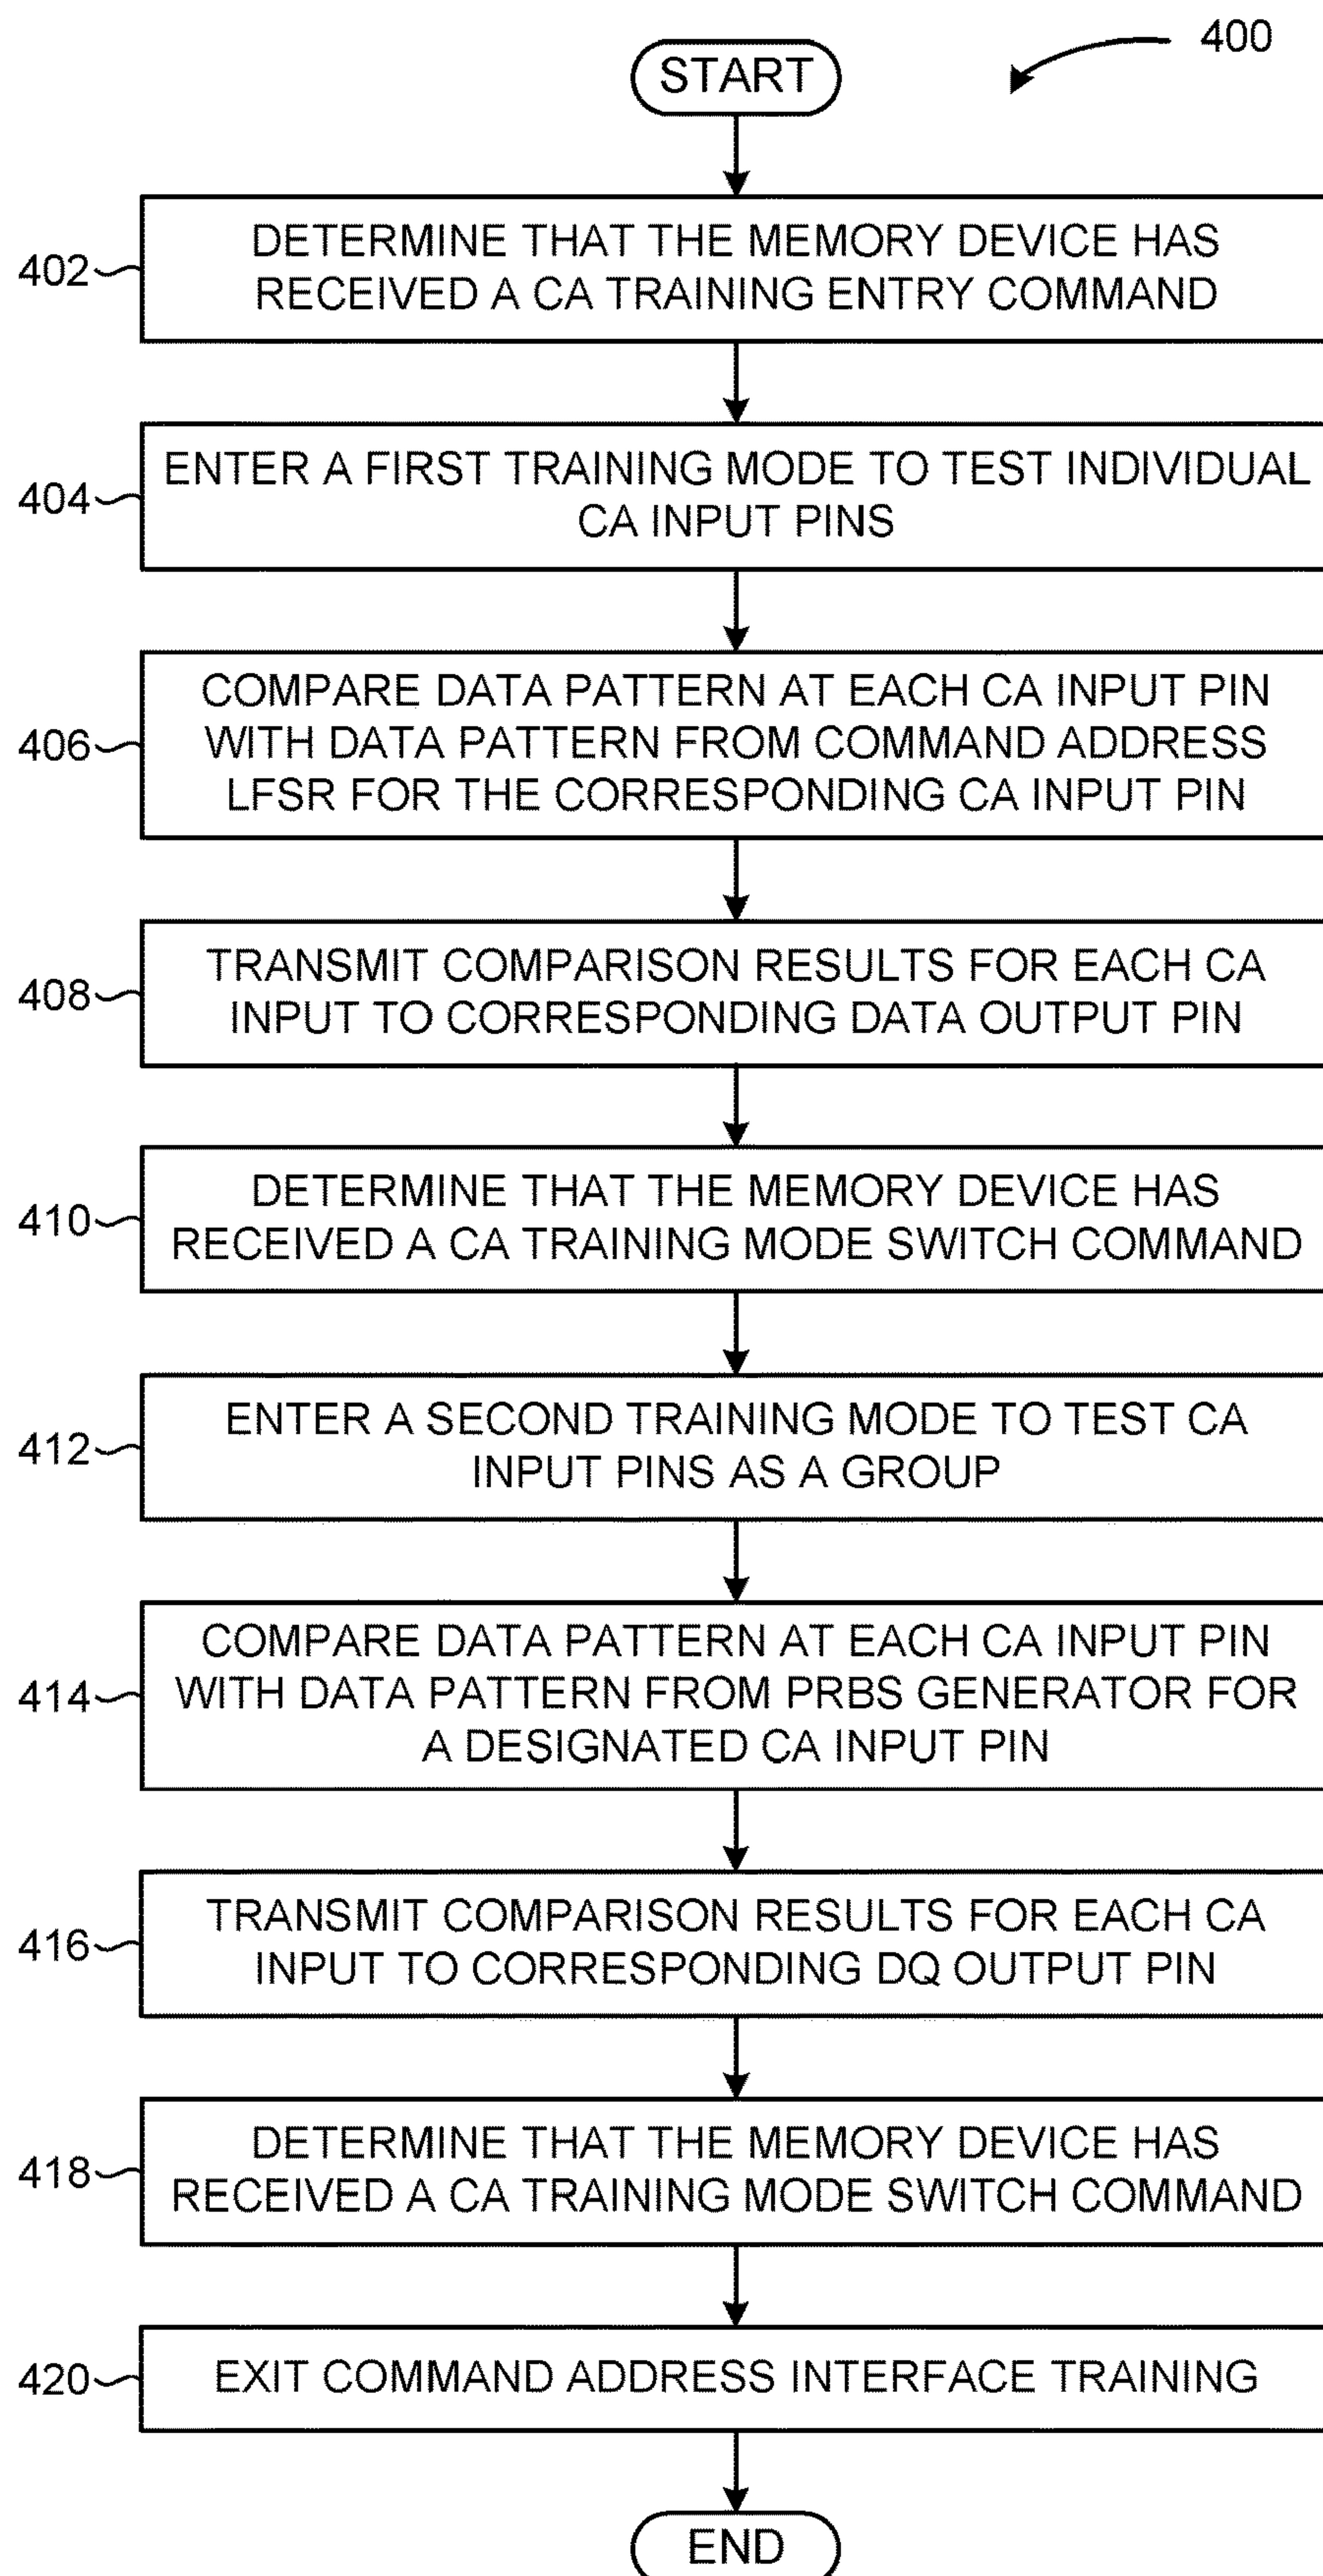 400
START
402
DETERMINE THAT THE MEMORY DEVICE HAS
RECEIVED A CA TRAINING ENTRY COMMAND
404
ENTER A FIRST TRAINING MODE TO TEST INDIVIDUAL
CA INPUT PINS
406
COMPARE DATA PATTERN AT EACH CA INPUT PIN
WITH DATA PATTERN FROM COMMAND ADDRESS
LFSR FOR THE CORRESPONDING CA INPUT PIN
408
TRANSMIT COMPARISON RESULTS FOR EACH CA
INPUT TO CORRESPONDING DATA OUTPUT PIN
410
DETERMINE THAT THE MEMORY DEVICE HAS
RECEIVED A CA TRAINING MODE SWITCH COMMAND
412
ENTER A SECOND TRAINING MODE TO TEST CA
INPUT PINS AS A GROUP
414
COMPARE DATA PATTERN AT EACH CA INPUT PIN
WITH DATA PATTERN FROM PRBS GENERATOR FOR
A DESIGNATED CA INPUT PIN
416
TRANSMIT COMPARISON RESULTS FOR EACH CA
INPUT TO CORRESPONDING DQ OUTPUT PIN
418
DETERMINE THAT THE MEMORY DEVICE HAS
RECEIVED A CA TRAINING MODE SWITCH COMMAND
420
EXIT COMMAND ADDRESS INTERFACE TRAINING
END